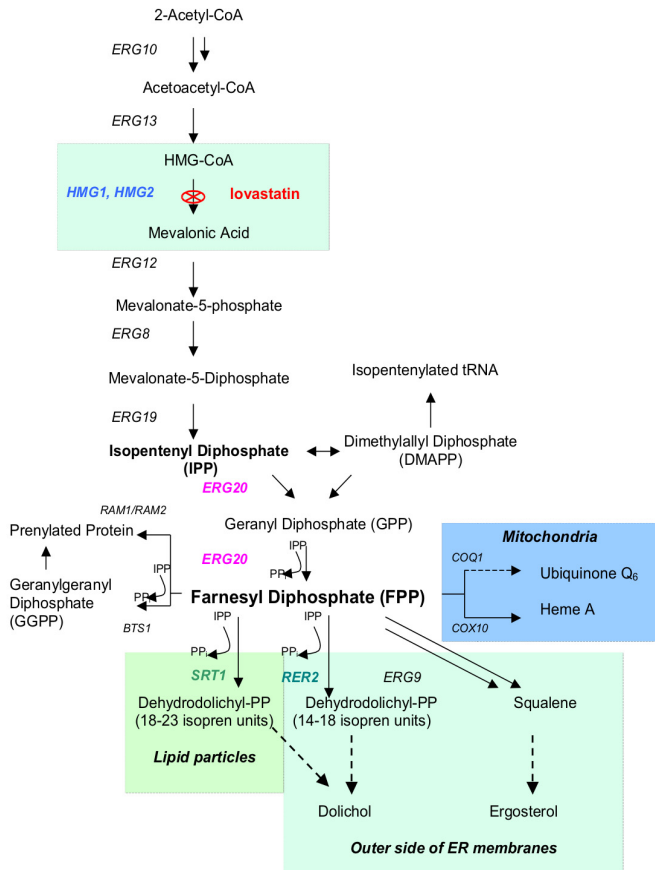 2-Acetyl-CoA
ERG10
Acetoacetyl-CoA
ERG13
HMG-CoA
HMG1, HMG2
lovastatin
Mevalonic Acid
ERG12
Mevalonate-5-phosphate
ERG8
Mevalonate-5-Diphosphate
Isopentenylated tRNA
ERG19
Isopentenyl Diphosphate
(IPP)
Dimethylallyl Diphosphate
(DMAPP)
ERG20
Geranyl Diphosphate (GPP)
RAM1/RAM2
Prenylated Protein
ERG20
IPP
PPi
IPP
PPi
Geranylgeranyl
Diphosphate
(GGPP)
BTS1
Farnesyl Diphosphate (FPP)
Mitochondria
COQ1
Ubiquinone Q6
Heme A
COX10
IPP
PPi
SRT1
IPP
PPi
RER2
ERG9
Dehydrodolichyl-PP
(18-23 isopren units)
Dehydrodolichyl-PP
(14-18 isopren units)
Squalene
Lipid particles
Dolichol
Ergosterol
Outer side of ER membranes